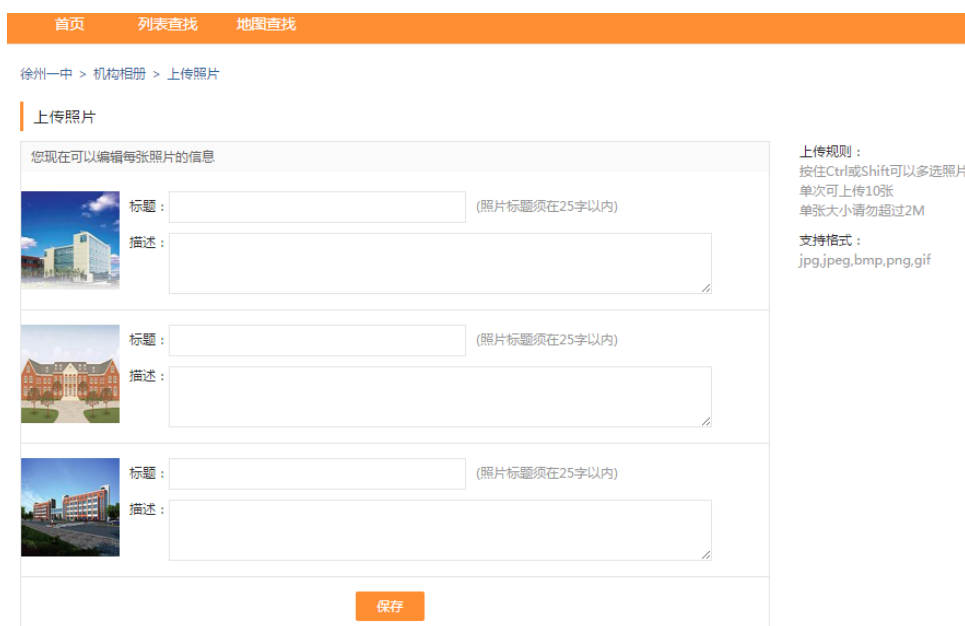 首页 列表查找 地图查找
徐州一中 > 机构相册 > 上传照片
上传照片
您现在可以编辑每张照片的信息
标题： (照片标题须在25字以内)
描述：
标题： (照片标题须在25字以内)
描述：
标题： (照片标题须在25字以内)
描述：
保存
上传规则：
按住Ctrl或Shift可以多选照片
单次可上传10张
单张大小请勿超过2M
支持格式：
jpg,jpeg,bmp,png,gif